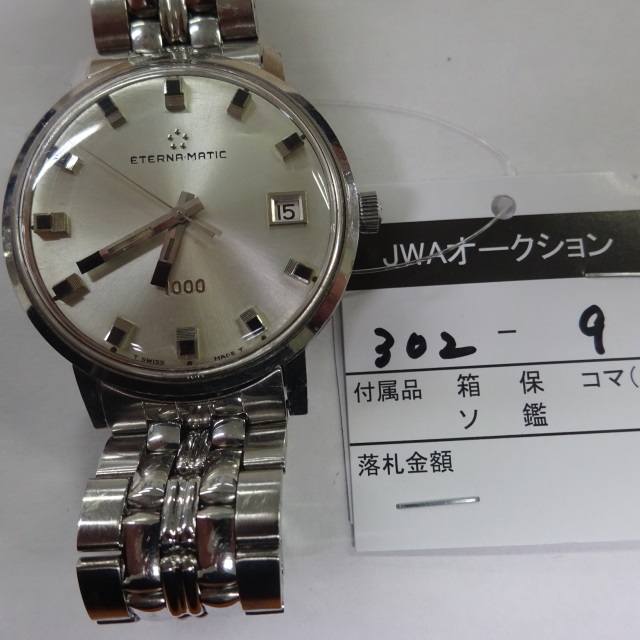 ETERNA·MATIC
15
1000
T SWISS MADE T
JWAオークション
302 - 9
付属品 箱 保 コマ(
ソ 鑑
落札金額